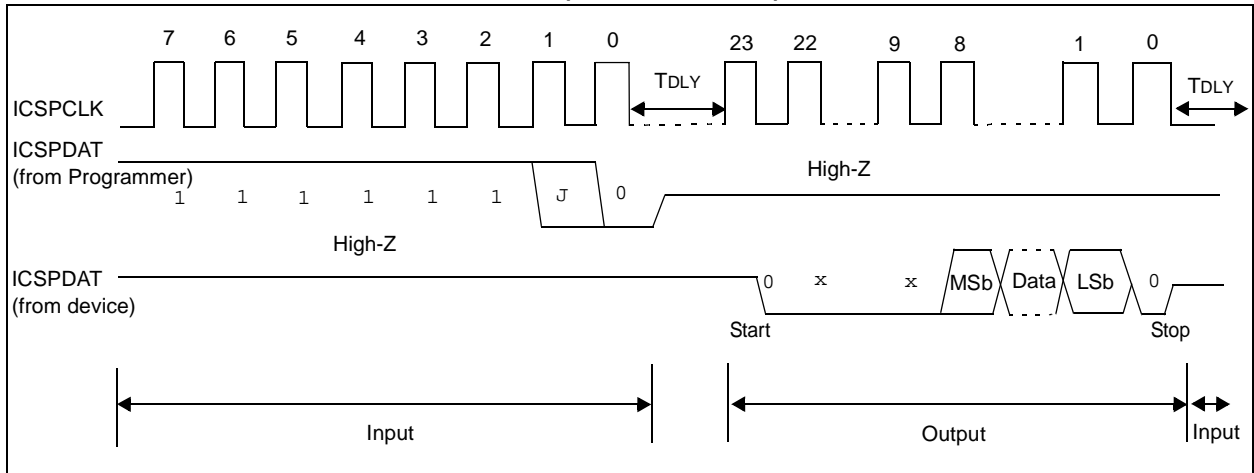 7 6 5 4 3 2 1 0 23 22 9 8 1 0
TDLY TDLY
ICSPCLK
ICSPDAT
(from Programmer)
High-Z
1 1 1 1 1 1 J 0
High-Z
ICSPDAT
(from device)
0 x x MSb Data LSb 0
Start Stop
Input Output Input